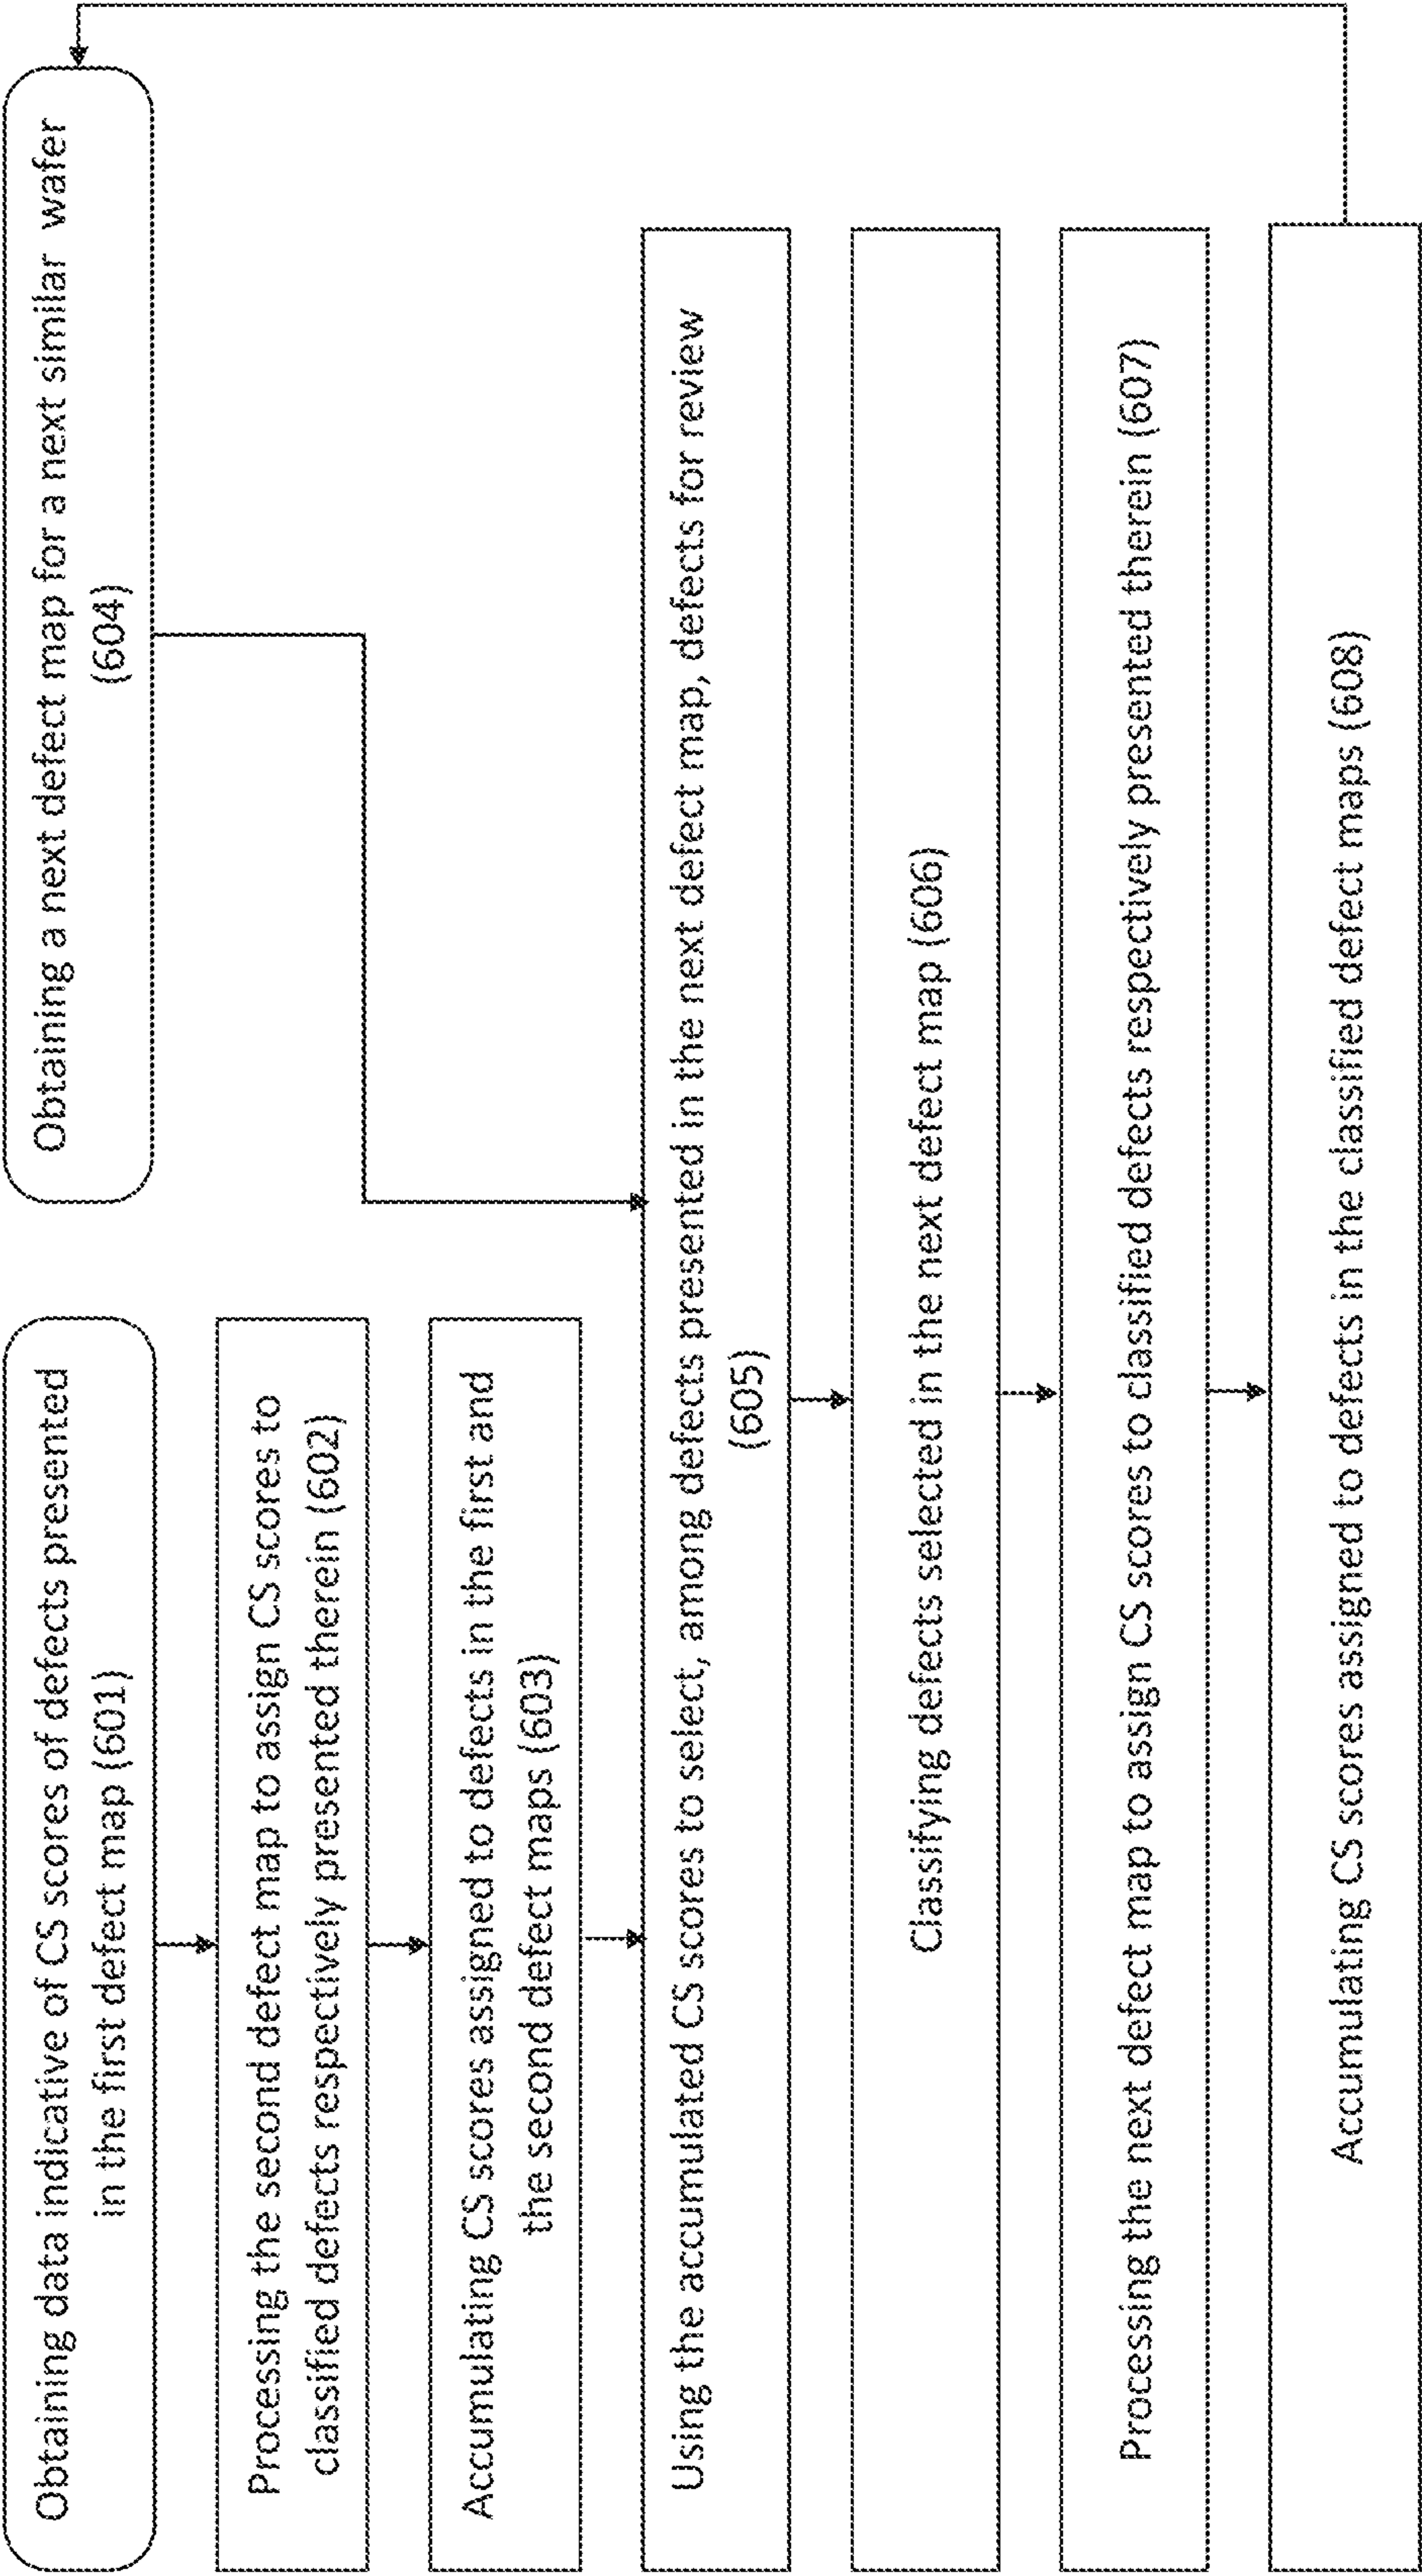 Obtaining data indicative of CS scores of defects presented
in the first defect map (601)
Processing the second defect map to assign CS scores to
classified defects respectively presented therein (602)
Accumulating CS scores assigned to defects in the first and
the second defect maps (603)
Obtaining a next defect map for a next similar wafer
(604)
Using the accumulated CS scores to select, among defects presented in the next defect map, defects for review
(605)
Classifying defects selected in the next defect map (606)
Processing the next defect map to assign CS scores to classified defects respectively presented therein (607)
Accumulating CS scores assigned to defects in the classified defect maps (608)